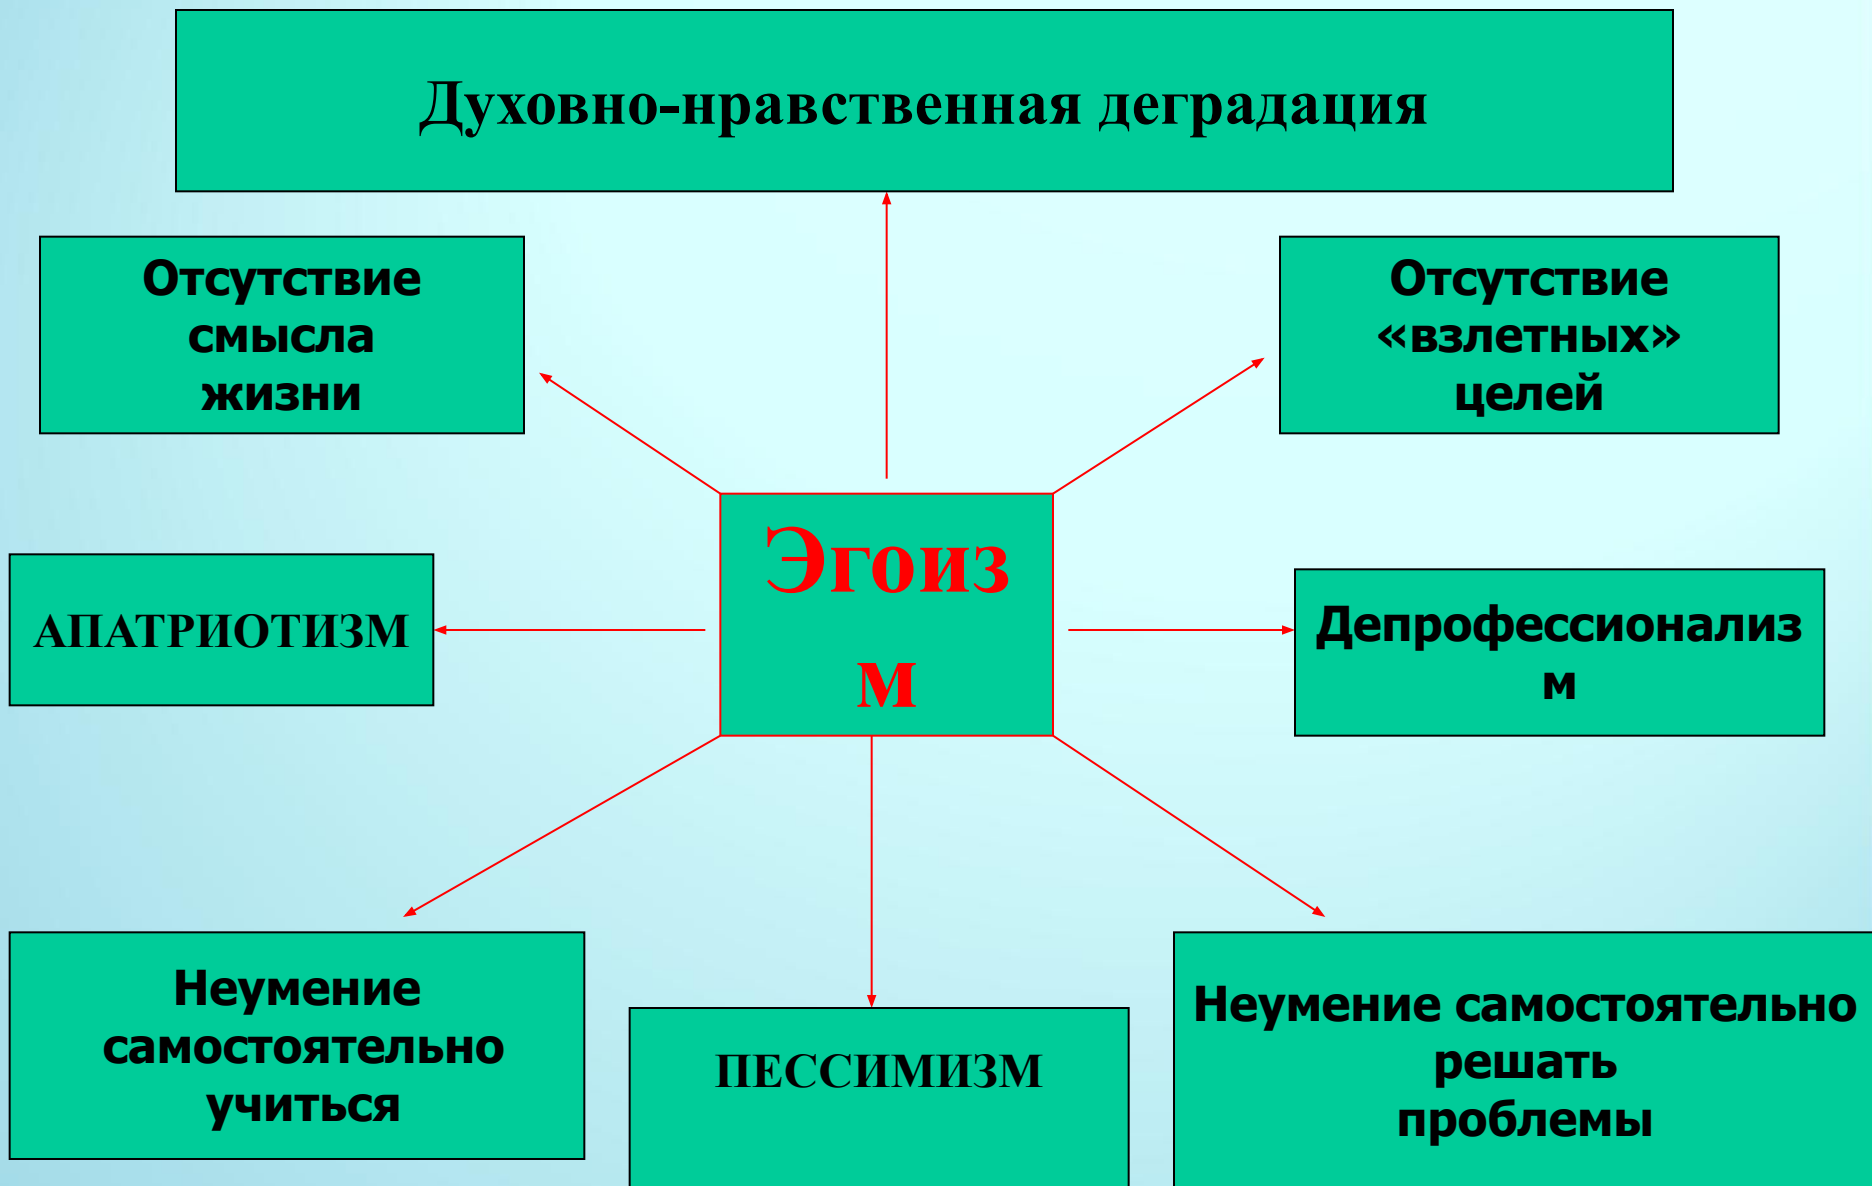 Духовно-нравственная деградация
Отсутствие
смысла
жизни
Отсутствие
«взлетных»
целей
Эгоиз
м
АПАТРИОТИЗМ
Депрофессионализ
м
Неумение
самостоятельно
учиться
ПЕССИМИЗМ
Неумение самостоятельно
решать
проблемы